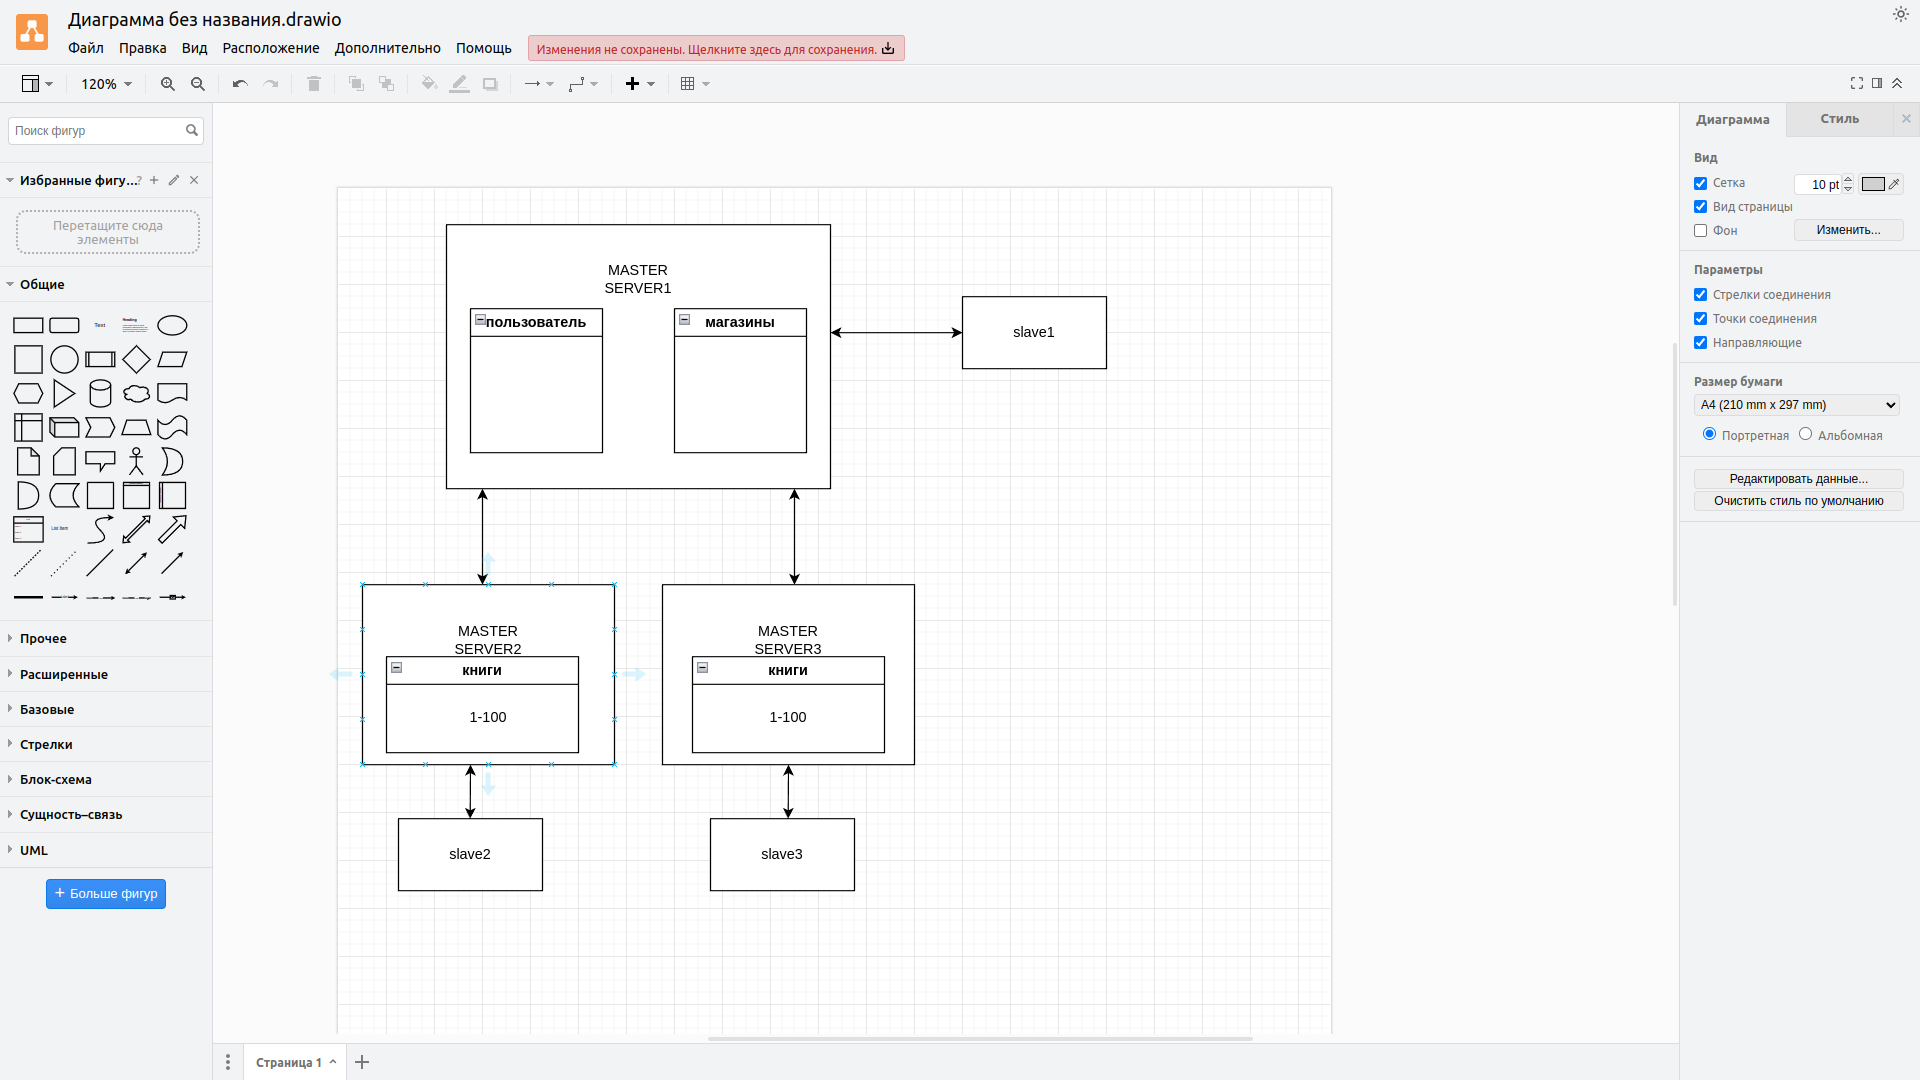 Диаграмма без названия.drawio
Файл Правка Вид Расположение Дополнительно Помощь
Изменения не сохранены. Щелкните здесь для сохранения.
120%
Поиск фигур
Избранные фигу...?
Перетащите сюда
элементы
Общие
Text
Heading
List Item
Прочее
Расширенные
Базовые
Стрелки
Блок-схема
Сущность–связь
UML
+ Больше фигур
MASTER
SERVER1
пользователь
магазины
slave1
MASTER
SERVER2
книги
1-100
MASTER
SERVER3
книги
1-100
slave2
slave3
Страница 1
Диаграмма Стиль
Вид
Сетка 10 pt
Вид страницы
Фон Изменить...
Параметры
Стрелки соединения
Точки соединения
Направляющие
Размер бумаги
A4 (210 mm x 297 mm)
Портретная Альбомная
Редактировать данные...
Очистить стиль по умолчанию